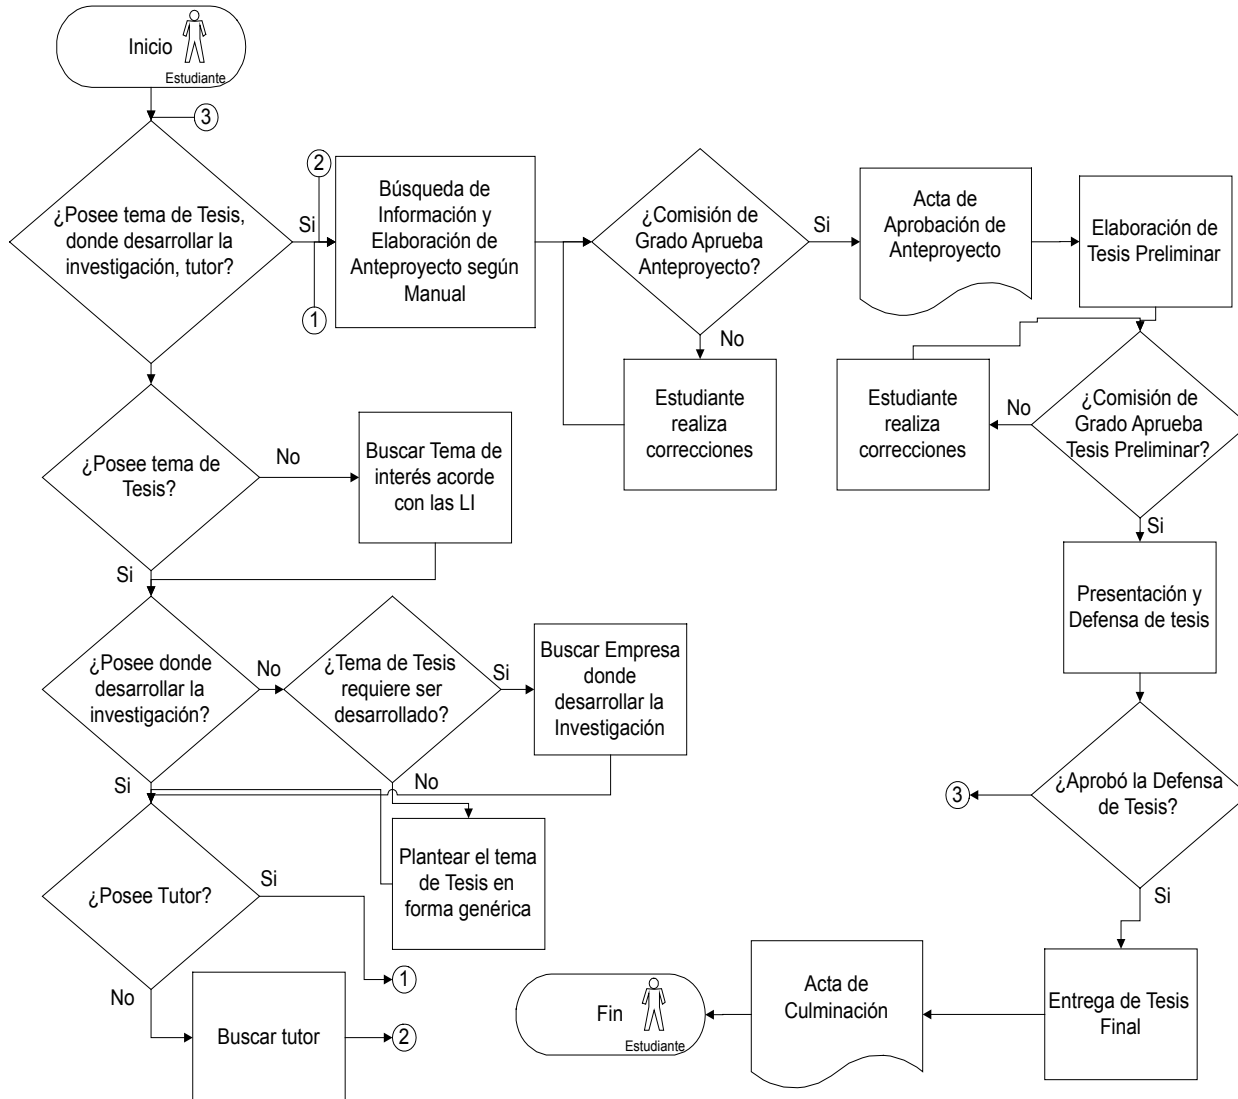 Inicio
Estudiante
3
¿Posee tema de Tesis,
donde desarrollar la
investigación, tutor?
Si
2
1
Búsqueda de
Información y
Elaboración de
Anteproyecto según
Manual
¿Comisión de
Grado Aprueba
Anteproyecto?
Si
No
Acta de
Aprobación de
Anteproyecto
Elaboración de
Tesis Preliminar
Estudiante
realiza
correcciones
Estudiante
realiza
correcciones
No
¿Comisión de
Grado Aprueba
Tesis Preliminar?
Si
¿Posee tema de
Tesis?
No
Buscar Tema de
interés acorde
con las LI
Si
Presentación y
Defensa de tesis
¿Posee donde
desarrollar la
investigación?
No
¿Tema de Tesis
requiere ser
desarrollado?
Si
Buscar Empresa
donde
desarrollar la
Investigación
Si
No
3
¿Aprobó la Defensa
de Tesis?
Si
Plantear el tema
de Tesis en
forma genérica
¿Posee Tutor?
Si
1
No
Buscar tutor
2
Fin
Estudiante
Acta de
Culminación
Entrega de Tesis
Final